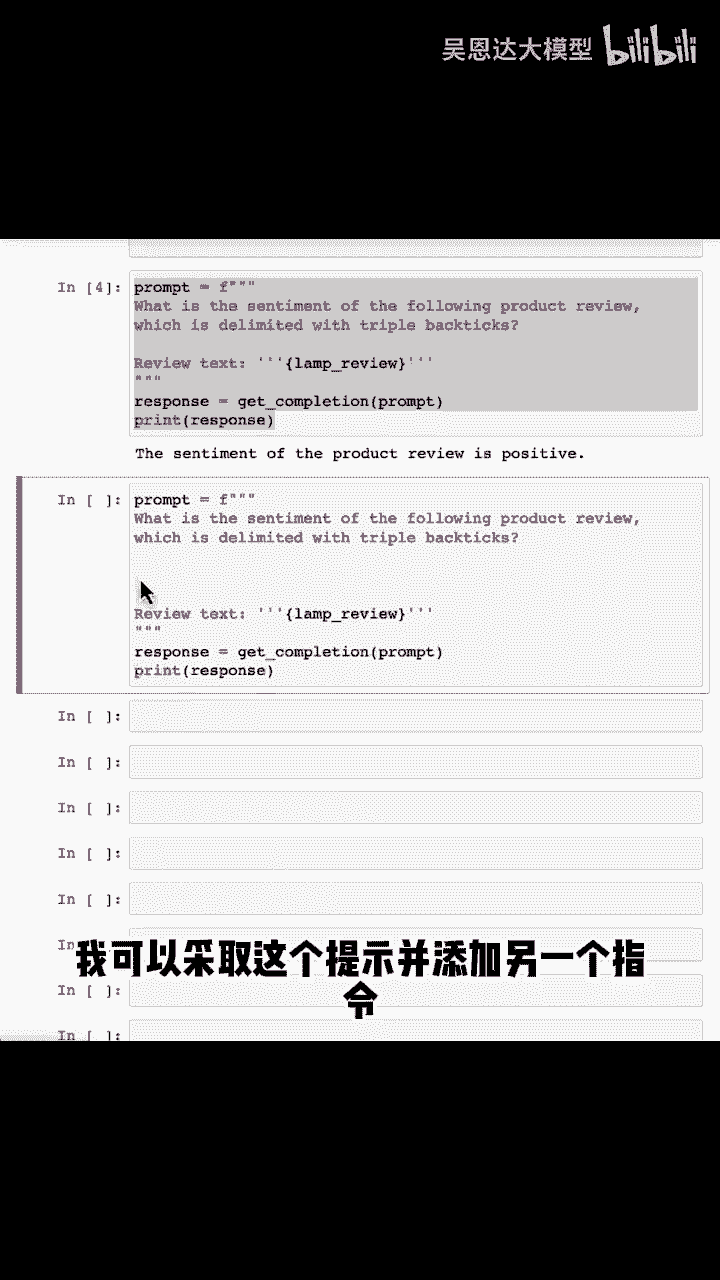 吴恩达大模型 bilibili
In [4]: prompt = f"""
What is the sentiment of the following product review,
which is delimited with triple backticks?
Review text: '''{lamp_review}'''
"""
response = get_completion(prompt)
print(response)
The sentiment of the product review is positive.
In [ ]: prompt = f"""
What is the sentiment of the following product review,
which is delimited with triple backticks?
Review text: '''{lamp_review}'''
"""
response = get_completion(prompt)
print(response)
In [ ]:
In [ ]:
In [ ]:
In [ ]:
In [ ]:
In
我可以采取这个提示并添加另一个指
令
In [ ]:
In [ ]: